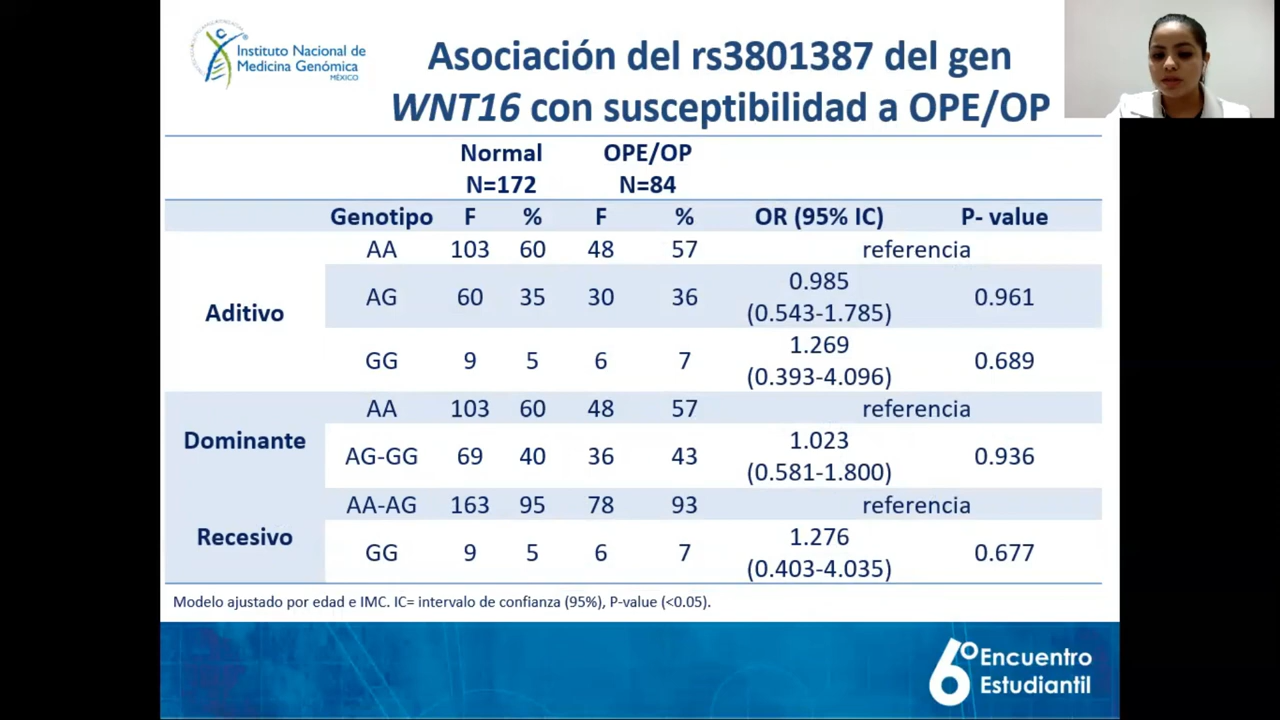 Instituto Nacional de
Medicina Genómica
MÉXICO
Asociación del rs3801387 del gen
WNT16 con susceptibilidad a OPE/OP
Normal OPE/OP
N=172 N=84
Genotipo F % F % OR (95% IC) P- value
AA 103 60 48 57 referencia
Aditivo AG 60 35 30 36 0.985 (0.543-1.785) 0.961
GG 9 5 6 7 1.269 (0.393-4.096) 0.689
AA 103 60 48 57 referencia
Dominante AG-GG 69 40 36 43 1.023 (0.581-1.800) 0.936
AA-AG 163 95 78 93 referencia
Recesivo GG 9 5 6 7 1.276 (0.403-4.035) 0.677
Modelo ajustado por edad e IMC. IC= intervalo de confianza (95%), P-value (<0.05).
6º Encuentro
Estudiantil